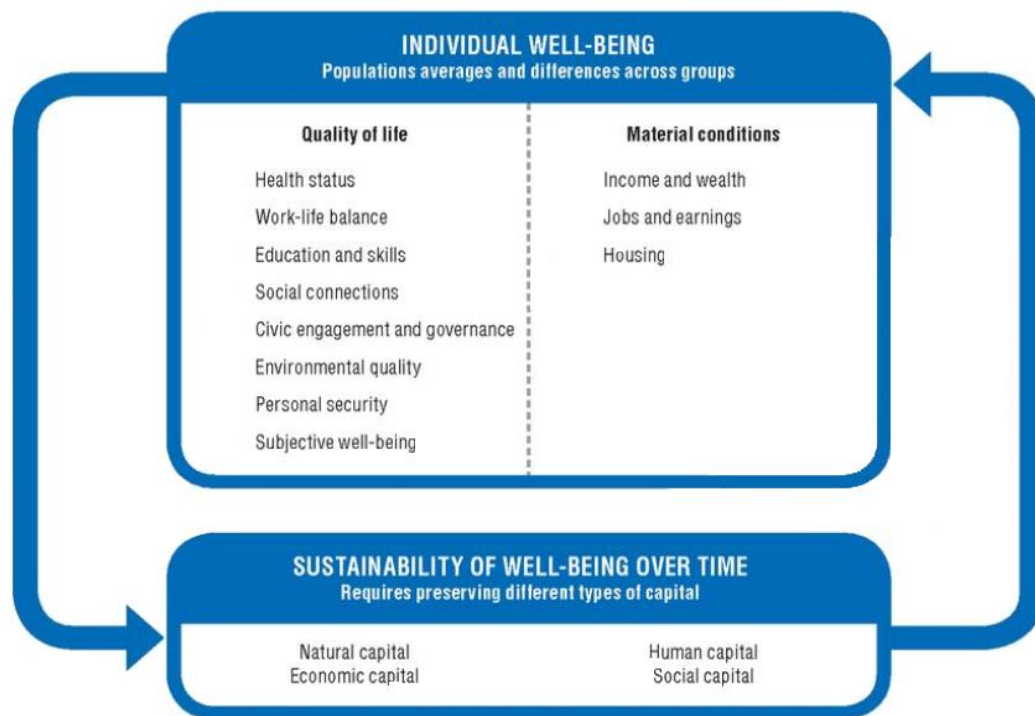 INDIVIDUAL WELL-BEING
Populations averages and differences across groups
Quality of life
Health status
Work-life balance
Education and skills
Social connections
Civic engagement and governance
Environmental quality
Personal security
Subjective well-being
Material conditions
Income and wealth
Jobs and earnings
Housing
SUSTAINABILITY OF WELL-BEING OVER TIME
Requires preserving different types of capital
Natural capital
Economic capital
Human capital
Social capital